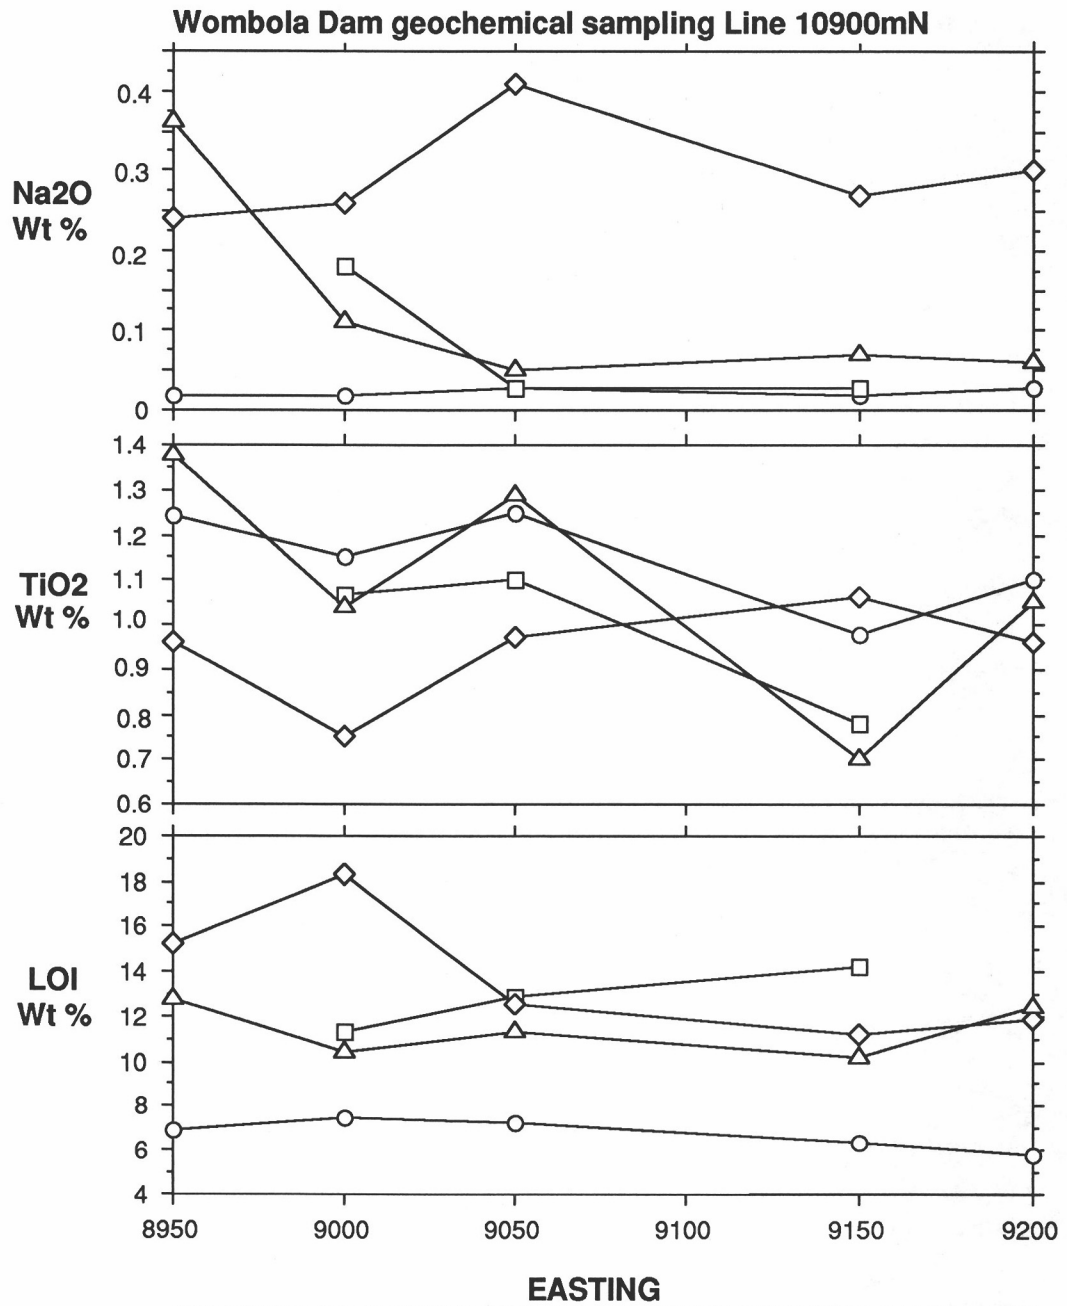 Wombola Dam geochemical sampling Line 10900mN
0.4
0.3
Na2O
Wt %
0.2
0.1
0
1.4
1.3
1.2
TiO2
Wt %
1.1
1.0
0.9
0.8
0.7
0.6
20
18
16
LOI
Wt %
14
12
10
8
6
4
8950 9000 9050 9100 9150 9200
EASTING